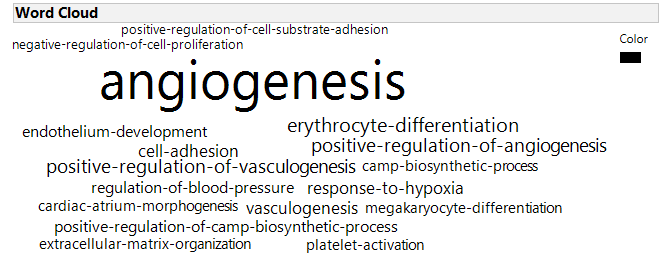 Word Cloud
positive-regulation-of-cell-substrate-adhesion
Color
negative-regulation-of-cell-proliferation
angiogenesis
erythrocyte-differentiation
endothelium-development
positive-regulation-of-angiogenesis
cell-adhesion
positive-regulation-of-vasculogenesis camp-biosynthetic-process
regulation-of-blood-pressure response-to-hypoxia
cardiac-atrium-morphogenesis vasculogenesis megakaryocyte-differentiation
positive-regulation-of-camp-biosynthetic-process
extracellular-matrix-organization platelet-activation